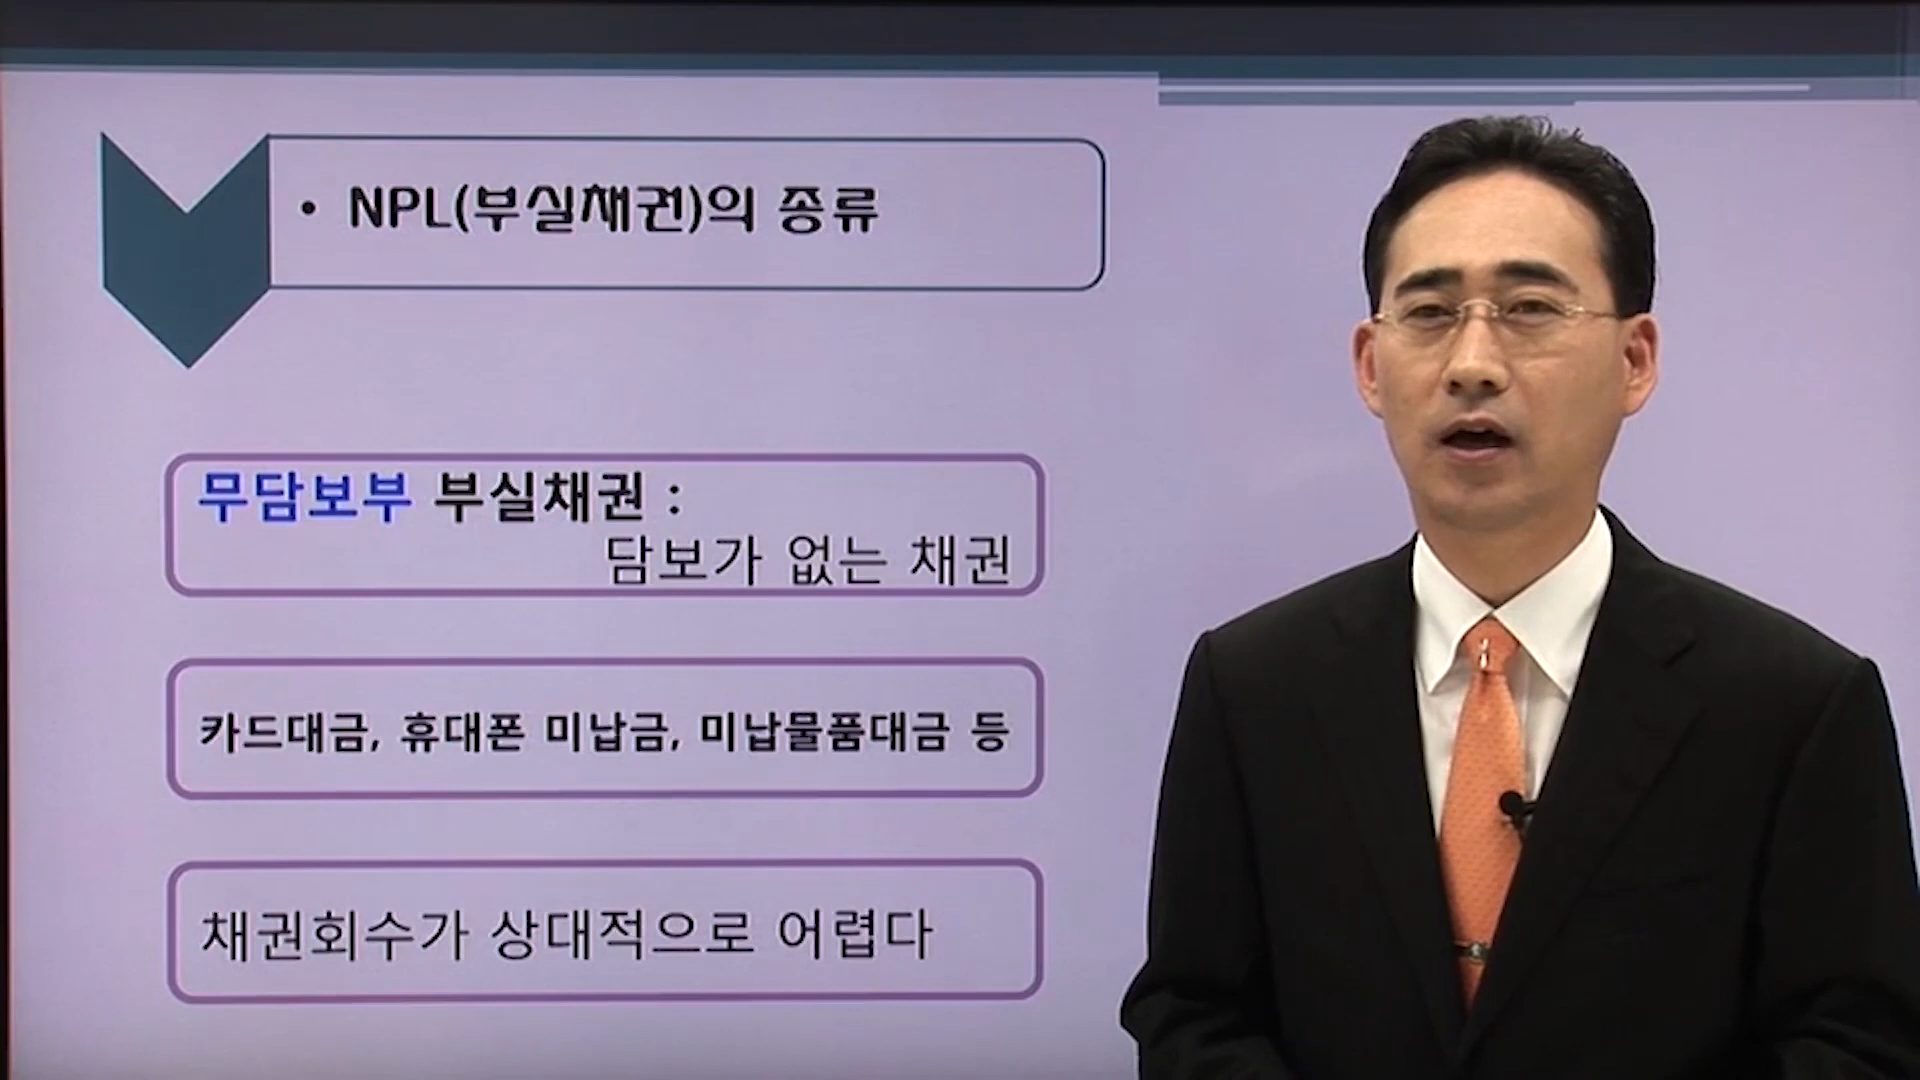 • NPL(부실채권)의 종류
무담보부 부실채권 :
담보가 없는 채권
카드대금, 휴대폰 미납금, 미납물품대금 등
채권회수가 상대적으로 어렵다